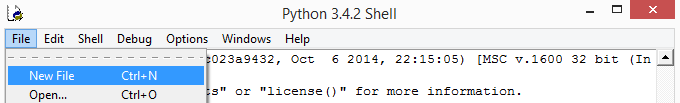 Python 3.4.2 Shell
File Edit Shell Debug Options Windows Help
c023a9432, Oct 6 2014, 22:15:05) [MSC v.1600 32 bit (In
New File Ctrl+N
Open... Ctrl+O
ts" or "license()" for more information.